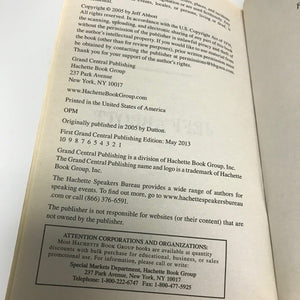 Copyright © 2005 by Jeff Abbott
All rights reserved. In accordance with the U.S. Copyright Act of 1976,
the scanning, uploading, and electronic sharing of any part of this book
without the permission of the publisher is unlawful piracy and theft of
the author's intellectual property. If you would like to use material from the
book (other than for review purposes), prior written permission must
be obtained by contacting the publisher at permissions@hbgusa.com.
Thank you for your support of the author's rights.
Grand Central Publishing
Hachette Book Group
237 Park Avenue
New York, NY 10017
www.HachetteBookGroup.com
Printed in the United States of America
OPM
Originally published in 2005 by Dutton.
First Grand Central Publishing Edition: May 2013
10 9 8 7 6 5 4 3 2 1
Grand Central Publishing is a division of Hachette Book Group, Inc.
The Grand Central Publishing name and logo is a trademark of Hachette
Book Group, Inc.
The Hachette Speakers Bureau provides a wide range of authors for
speaking events. To find out more, go to www.hachettespeakersbureau
.com or call (866) 376-6591.
The publisher is not responsible for websites (or their content) that are
not owned by the publisher.
ATTENTION CORPORATIONS AND ORGANIZATIONS:
Most Hachette Book Group books are available at quantity
discounts with bulk purchase for educational, business, or sales
promotional use. For information, please call or write:
Special Markets Department, Hachette Book Group
237 Park Avenue, New York, NY 10017
Telephone: 1-800-222-6747 Fax: 1-800-477-5925